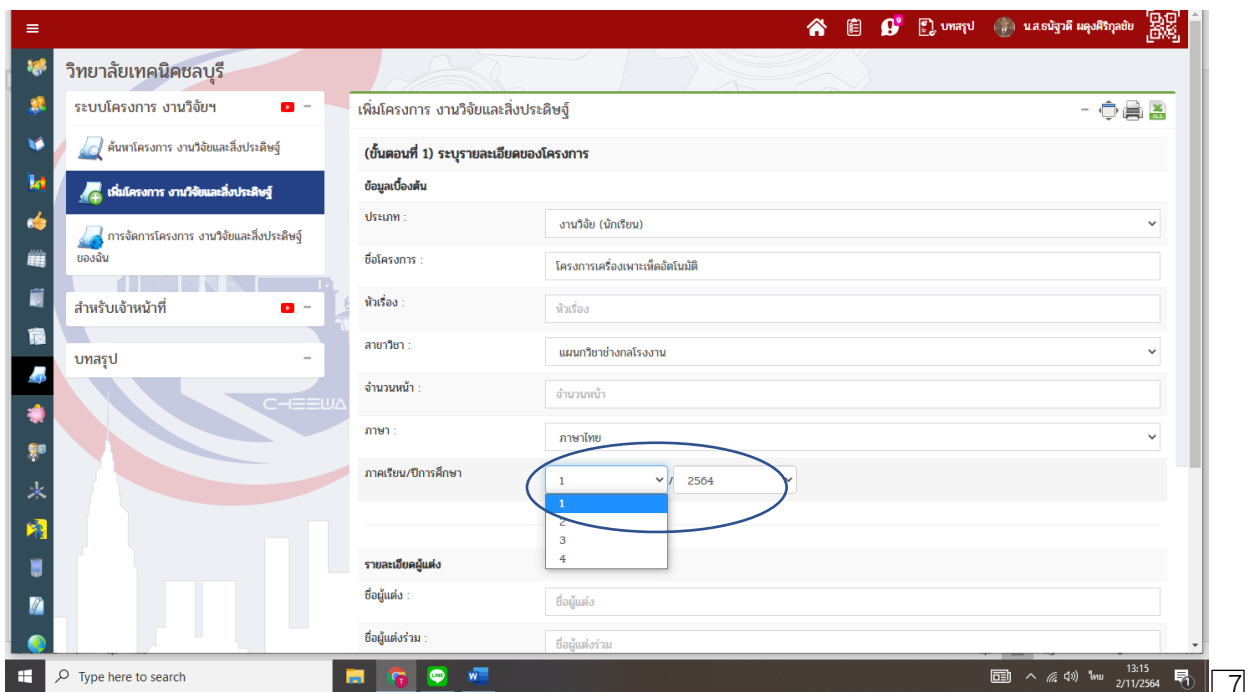 9
บทสรุป
น.ส.ธนัฐวดี ผดุงศิริกุลชัย
วิทยาลัยเทคนิคชลบุรี
ระบบโครงการ งานวิจัยฯ
ค้นหาโครงการ งานวิจัยและสิ่งประดิษฐ์
เพิ่มโครงการ งานวิจัยและสิ่งประดิษฐ์
การจัดการโครงการ งานวิจัยและสิ่งประดิษฐ์
ของฉัน
สำหรับเจ้าหน้าที่
บทสรุป
CHEEWA
เพิ่มโครงการ งานวิจัยและสิ่งประดิษฐ์
XLS
(ขั้นตอนที่ 1) ระบุรายละเอียดของโครงการ
ข้อมูลเบื้องต้น
ประเภท : งานวิจัย (นักเรียน)
ชื่อโครงการ : โครงการเครื่องเพาะเห็ดอัตโนมัติ
หัวเรื่อง : หัวเรื่อง
สายาวิชา : แผนกวิชาช่างกลโรงงาน
จำนวนหน้า : จำนวนหน้า
ภาษา : ภาษาไทย
ภาคเรียน/ปีการศึกษา 1 / 2564
1
2
3
4
รายละเอียดผู้แต่ง
ชื่อผู้แต่ง : ชื่อผู้แต่ง
ชื่อผู้แต่งร่วม : ชื่อผู้แต่งร่วม
Type here to search
ไทย
13:15
2/11/2564
1
7